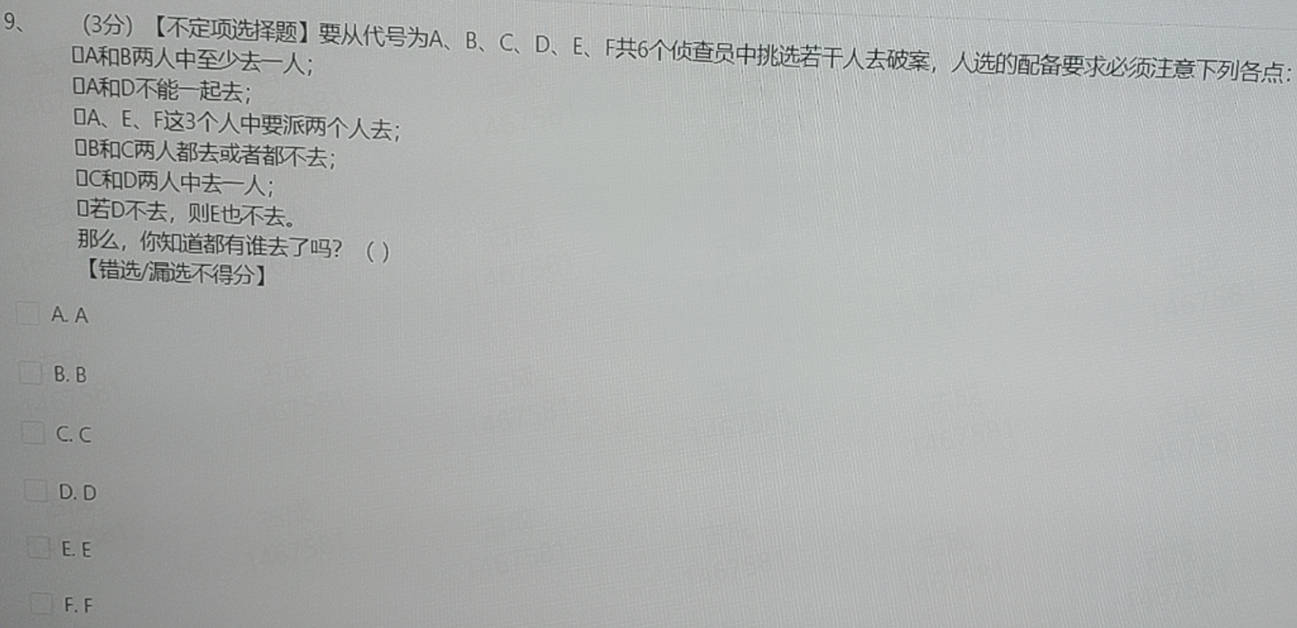 9、 (3分)【不定项选择题】要从代号为A、B、C、D、E、F共6个侦查员中挑选若干人去破案，人选的配备要求必须注意下列各点：
▯A和B两人中至少去一人；
▯A和D不能一起去；
▯A、E、F这3个人中要派两个人去；
▯B和C两人都去或者都不去；
▯C和D两人中去一人；
▯若D不去，则E也不去。
那么，你知道都有谁去了吗？（ ）
【错选/漏选不得分】
A. A
B. B
C. C
D. D
E. E
F. F